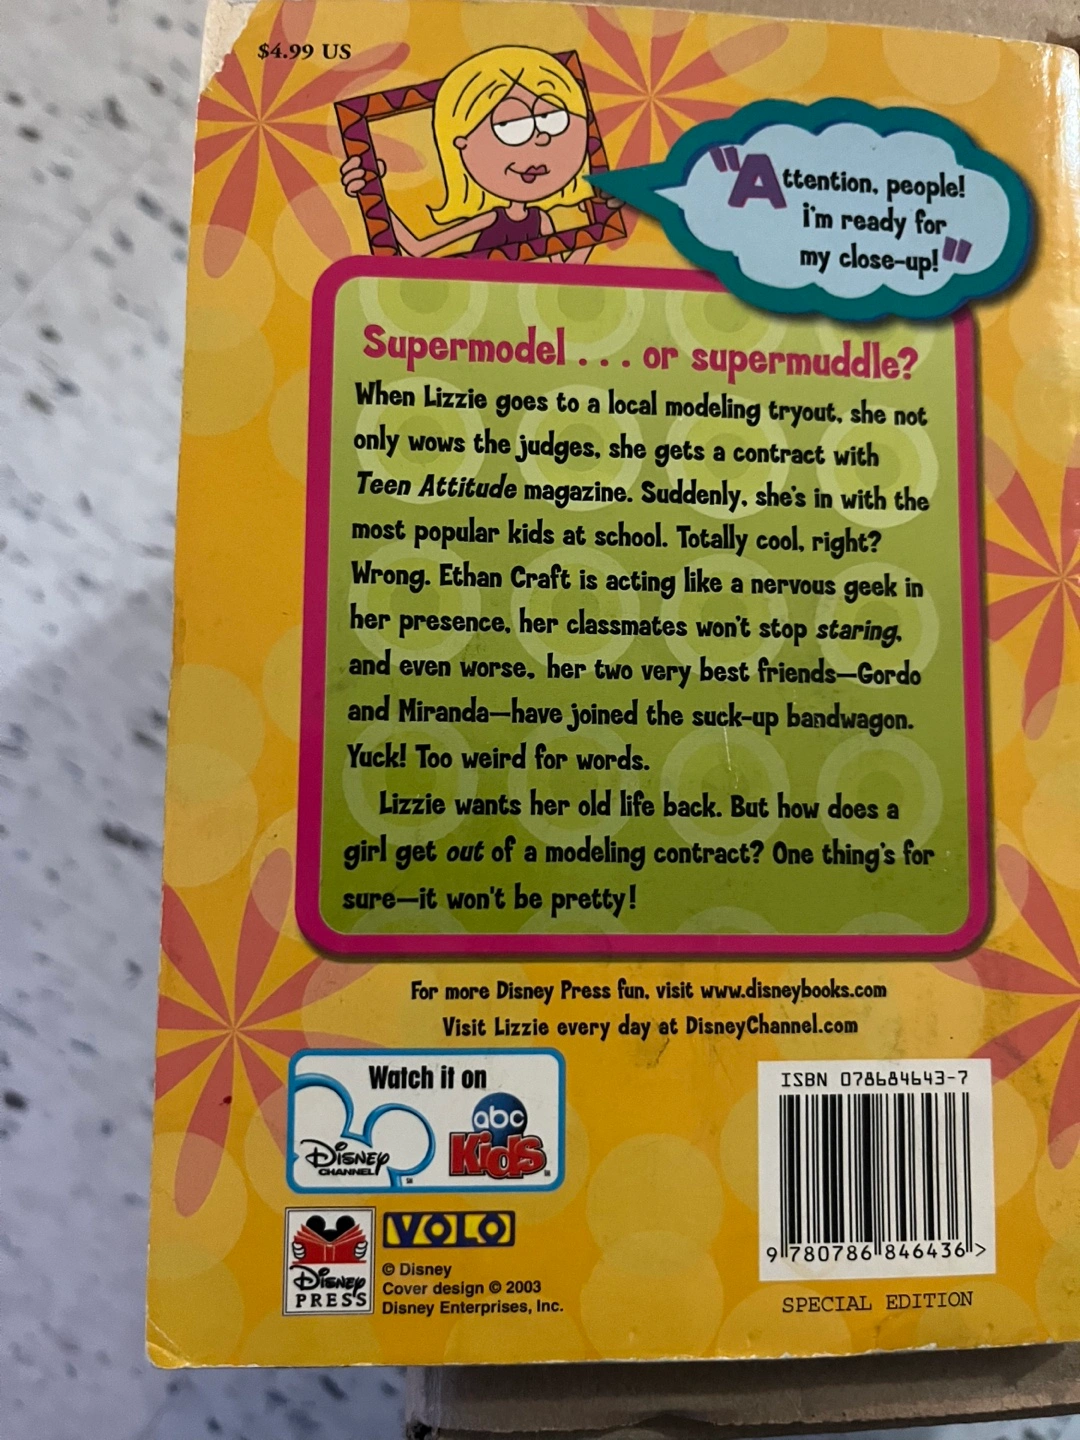 $4.99 US
"Attention, people!
i'm ready for
my close-up!"
Supermodel . . . or supermuddle?
When Lizzie goes to a local modeling tryout, she not
only wows the judges, she gets a contract with
Teen Attitude magazine. Suddenly, she's in with the
most popular kids at school. Totally cool, right?
Wrong. Ethan Craft is acting like a nervous geek in
her presence, her classmates won't stop staring,
and even worse, her two very best friends—Gordo
and Miranda—have joined the suck-up bandwagon.
Yuck! Too weird for words.
Lizzie wants her old life back. But how does a
girl get out of a modeling contract? One thing's for
sure—it won't be pretty!
For more Disney Press fun, visit www.disneybooks.com
Visit Lizzie every day at DisneyChannel.com
Watch it on
Disney
CHANNEL
abc
Kids
ISBN 078684643-7
9 780786 846436 >
SPECIAL EDITION
Disney
PRESS
VOLO
© Disney
Cover design © 2003
Disney Enterprises, Inc.